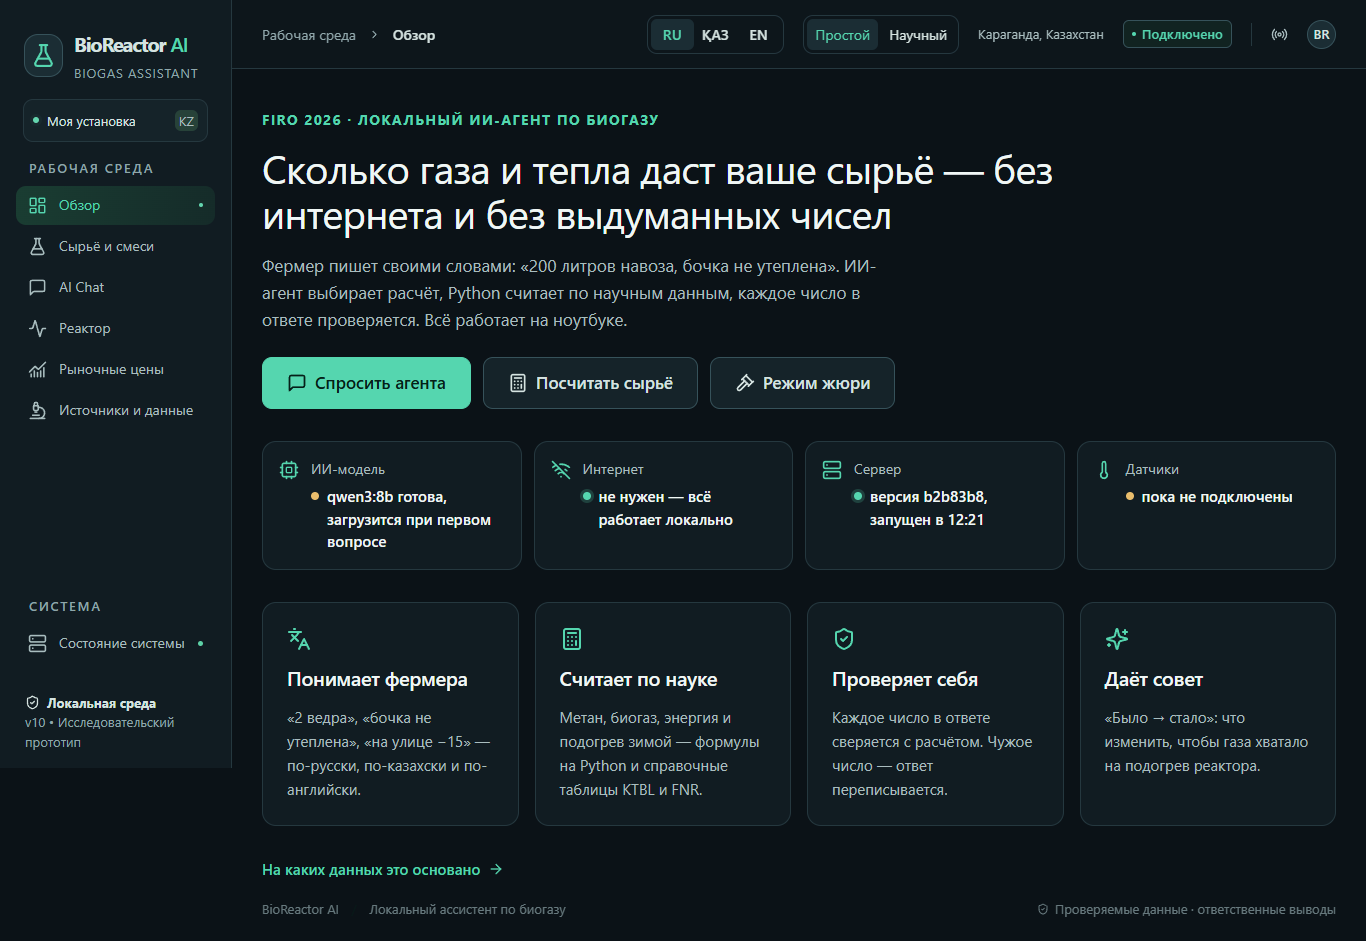 BioReactor AI
BIOGAS ASSISTANT
Моя установка KZ
РАБОЧАЯ СРЕДА
Обзор
Сырьё и смеси
AI Chat
Реактор
Рыночные цены
Источники и данные
СИСТЕМА
Состояние системы
Локальная среда
v10 • Исследовательский
прототип
Рабочая среда > Обзор
RU ҚАЗ EN
Простой Научный
Караганда, Казахстан
• Подключено
BR
FIRO 2026 · ЛОКАЛЬНЫЙ ИИ-АГЕНТ ПО БИОГАЗУ
Сколько газа и тепла даст ваше сырьё — без
интернета и без выдуманных чисел
Фермер пишет своими словами: «200 литров навоза, бочка не утеплена». ИИ-
агент выбирает расчёт, Python считает по научным данным, каждое число в
ответе проверяется. Всё работает на ноутбуке.
Спросить агента
Посчитать сырьё
Режим жюри
ИИ-модель
qwen3:8b готова,
загрузится при первом
вопросе
Интернет
не нужен — всё
работает локально
Сервер
версия b2b83b8,
запущен в 12:21
Датчики
пока не подключены
Понимает фермера
«2 ведра», «бочка не
утеплена», «на улице −15» —
по-русски, по-казахски и по-
английски.
Считает по науке
Метан, биогаз, энергия и
подогрев зимой — формулы
на Python и справочные
таблицы KTBL и FNR.
Проверяет себя
Каждое число в ответе
сверяется с расчётом. Чужое
число — ответ
переписывается.
Даёт совет
«Было → стало»: что
изменить, чтобы газа хватало
на подогрев реактора.
На каких данных это основано →
BioReactor AI
Локальный ассистент по биогазу
Проверяемые данные · ответственные выводы